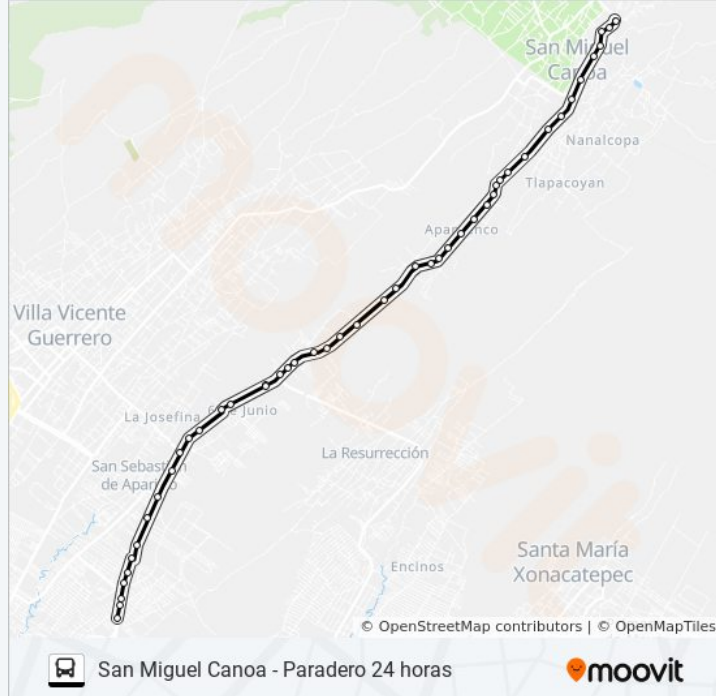 San Miguel
Canoa
Nanalcopa
Tlapacoyan
Villa Vicente
Guerrero
La Josefina
de Junio
La Resurrección
San Sebastián
de Aparicio
Encinos
Santa María
Xonacatepec
© OpenStreetMap contributors | © OpenMapTiles
San Miguel Canoa - Paradero 24 horas
moovit